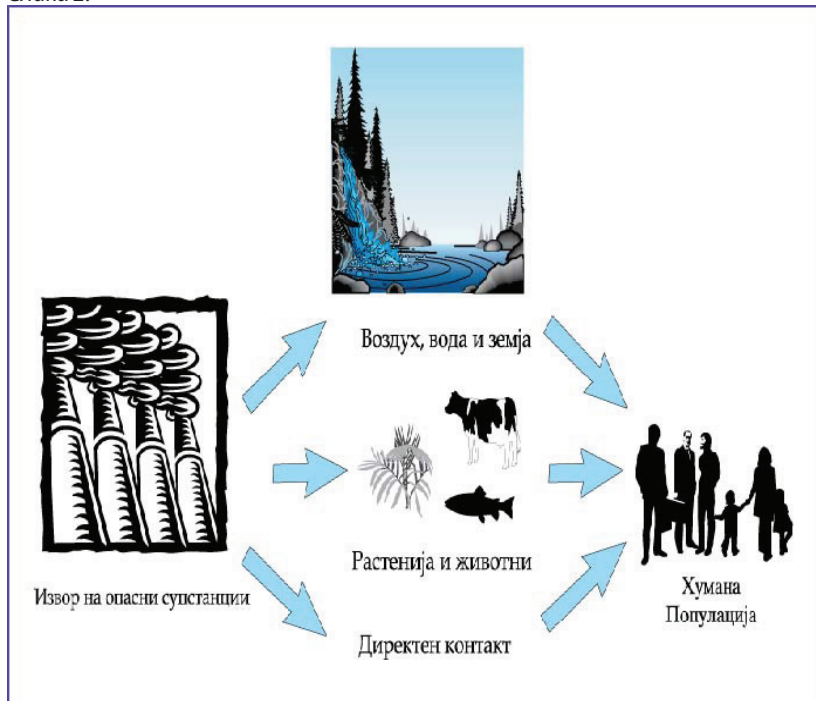 Воздух, вода и земја
Растенија и животни
Извор на опасни супстанции
Хумана
Популација
Директен контакт